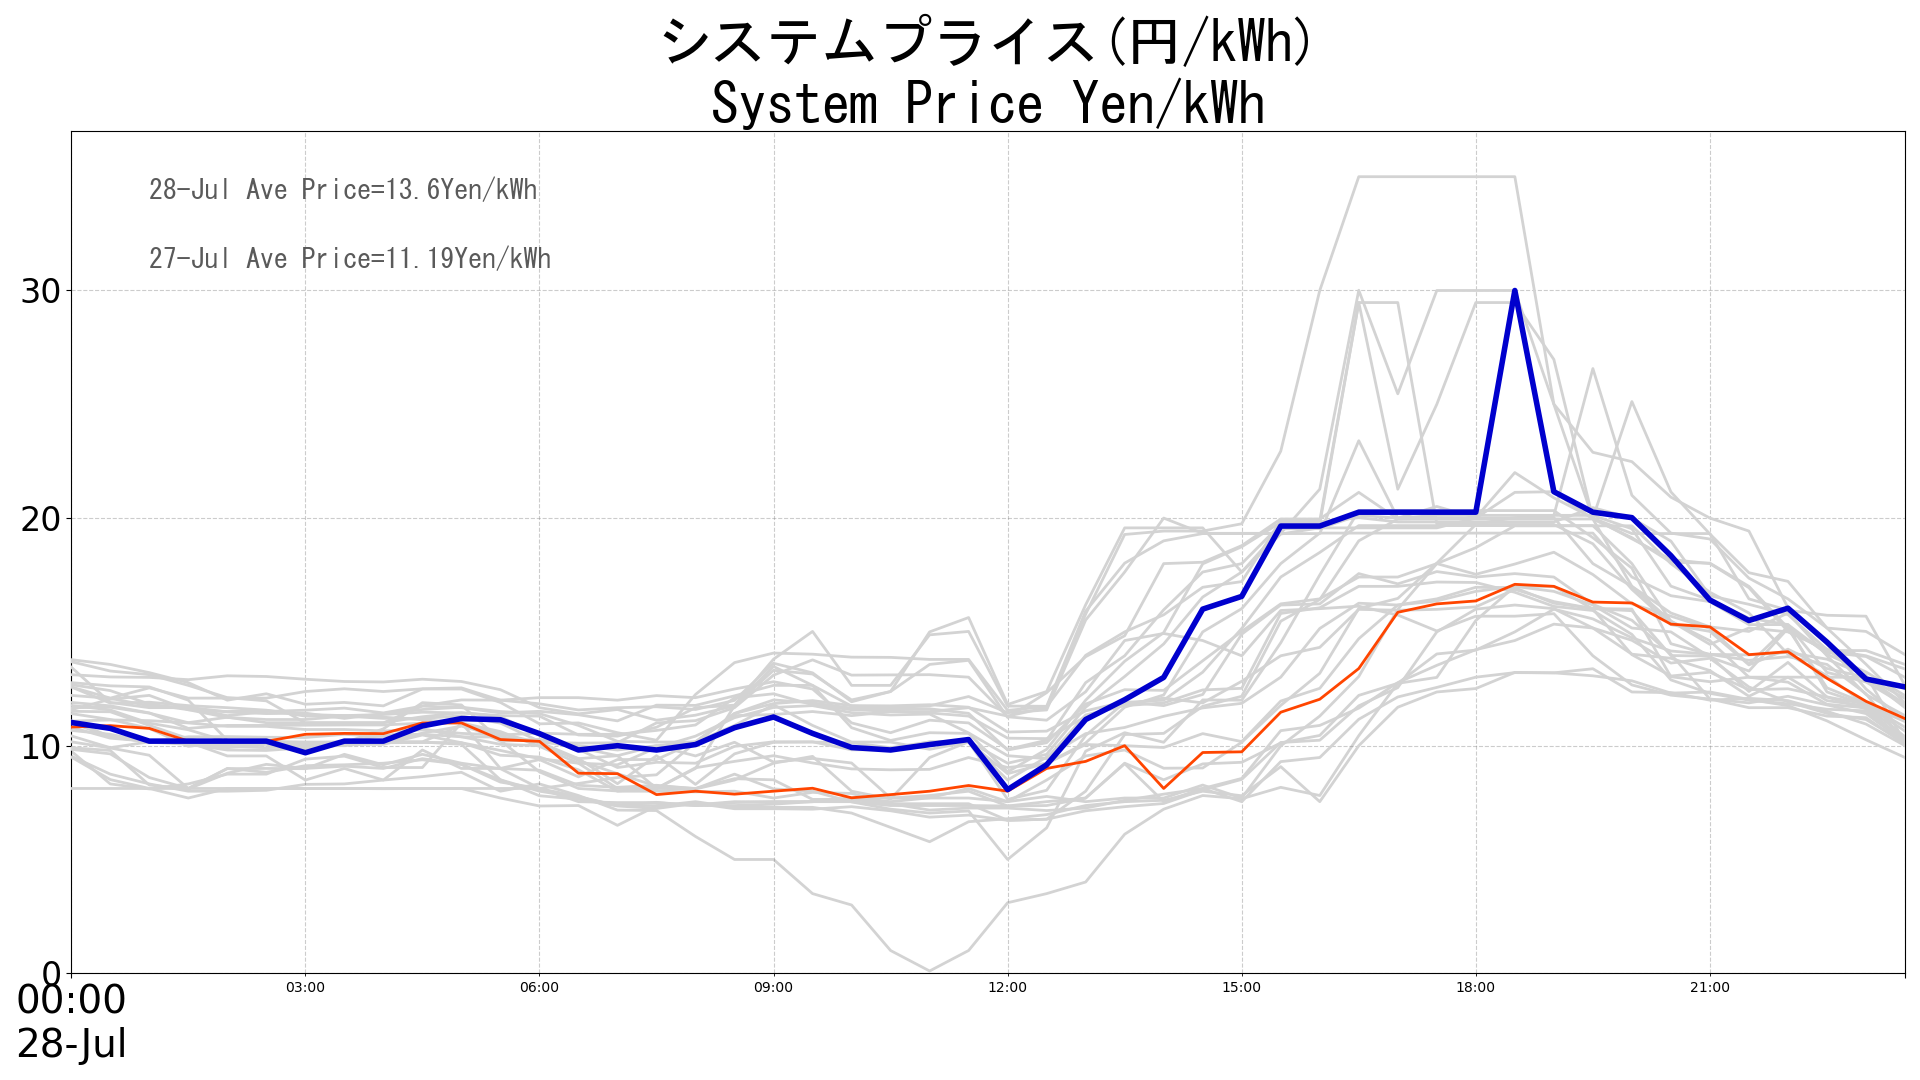 システムプライス(円/kWh)
System Price Yen/kWh
28-Jul Ave Price=13.6Yen/kWh
27-Jul Ave Price=11.19Yen/kWh
30
20
10
0
00:00
03:00
06:00
09:00
12:00
15:00
18:00
21:00
28-Jul